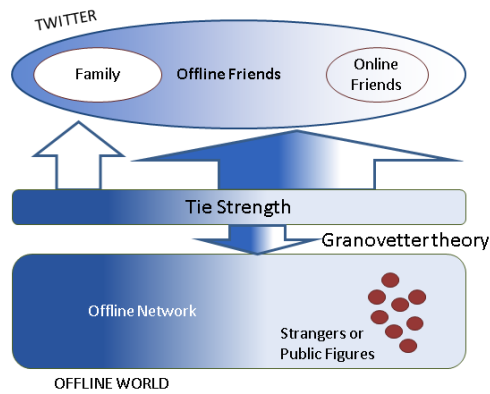 TWITTER
Family
Offline Friends
Online
Friends
Tie Strength
Granovetter theory
Offline Network
Strangers or
Public Figures
OFFLINE WORLD